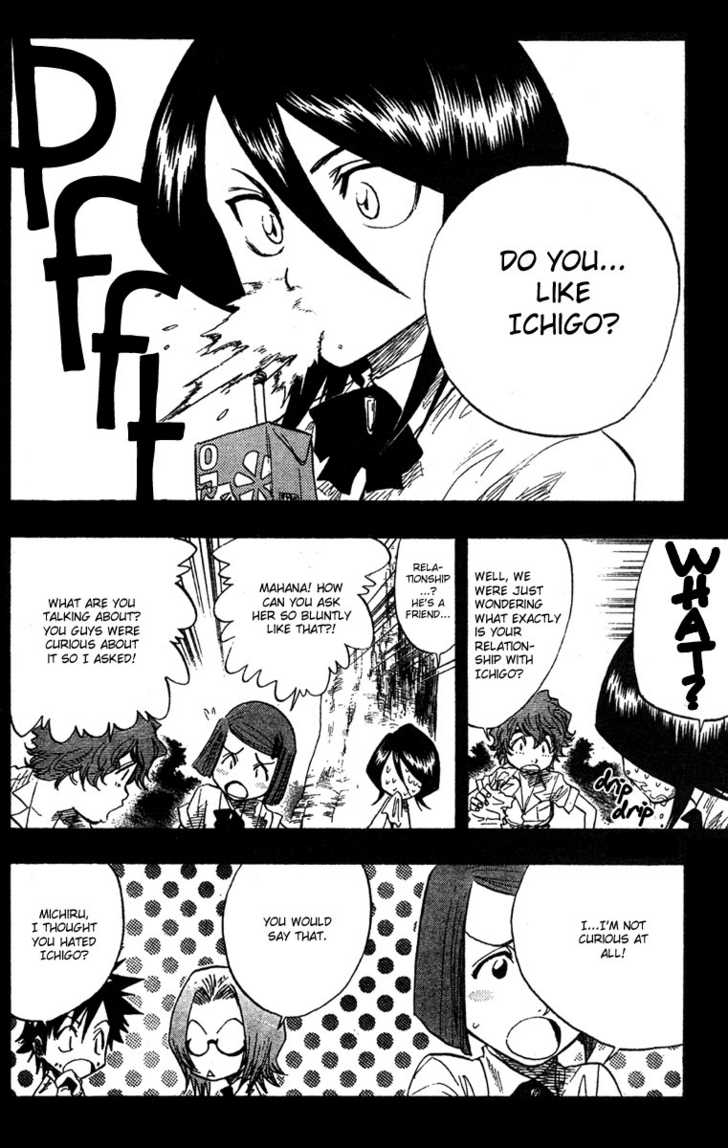 DO YOU...
LIKE
ICHIGO?
Pffft
WHAT?
WELL, WE
WERE JUST
WONDERING
WHAT EXACTLY
IS YOUR
RELATION-
SHIP WITH
ICHIGO?
drip
drip
RELA-
TIONSHIP
...?
HE'S A
FRIEND...
MAHANA! HOW
CAN YOU ASK
HER SO BLUNTLY
LIKE THAT?!
WHAT ARE YOU
TALKING ABOUT?
YOU GUYS WERE
CURIOUS ABOUT
IT SO I ASKED!
I...I'M NOT
CURIOUS AT
ALL!
YOU WOULD
SAY THAT.
MICHIRU,
I THOUGHT
YOU HATED
ICHIGO?